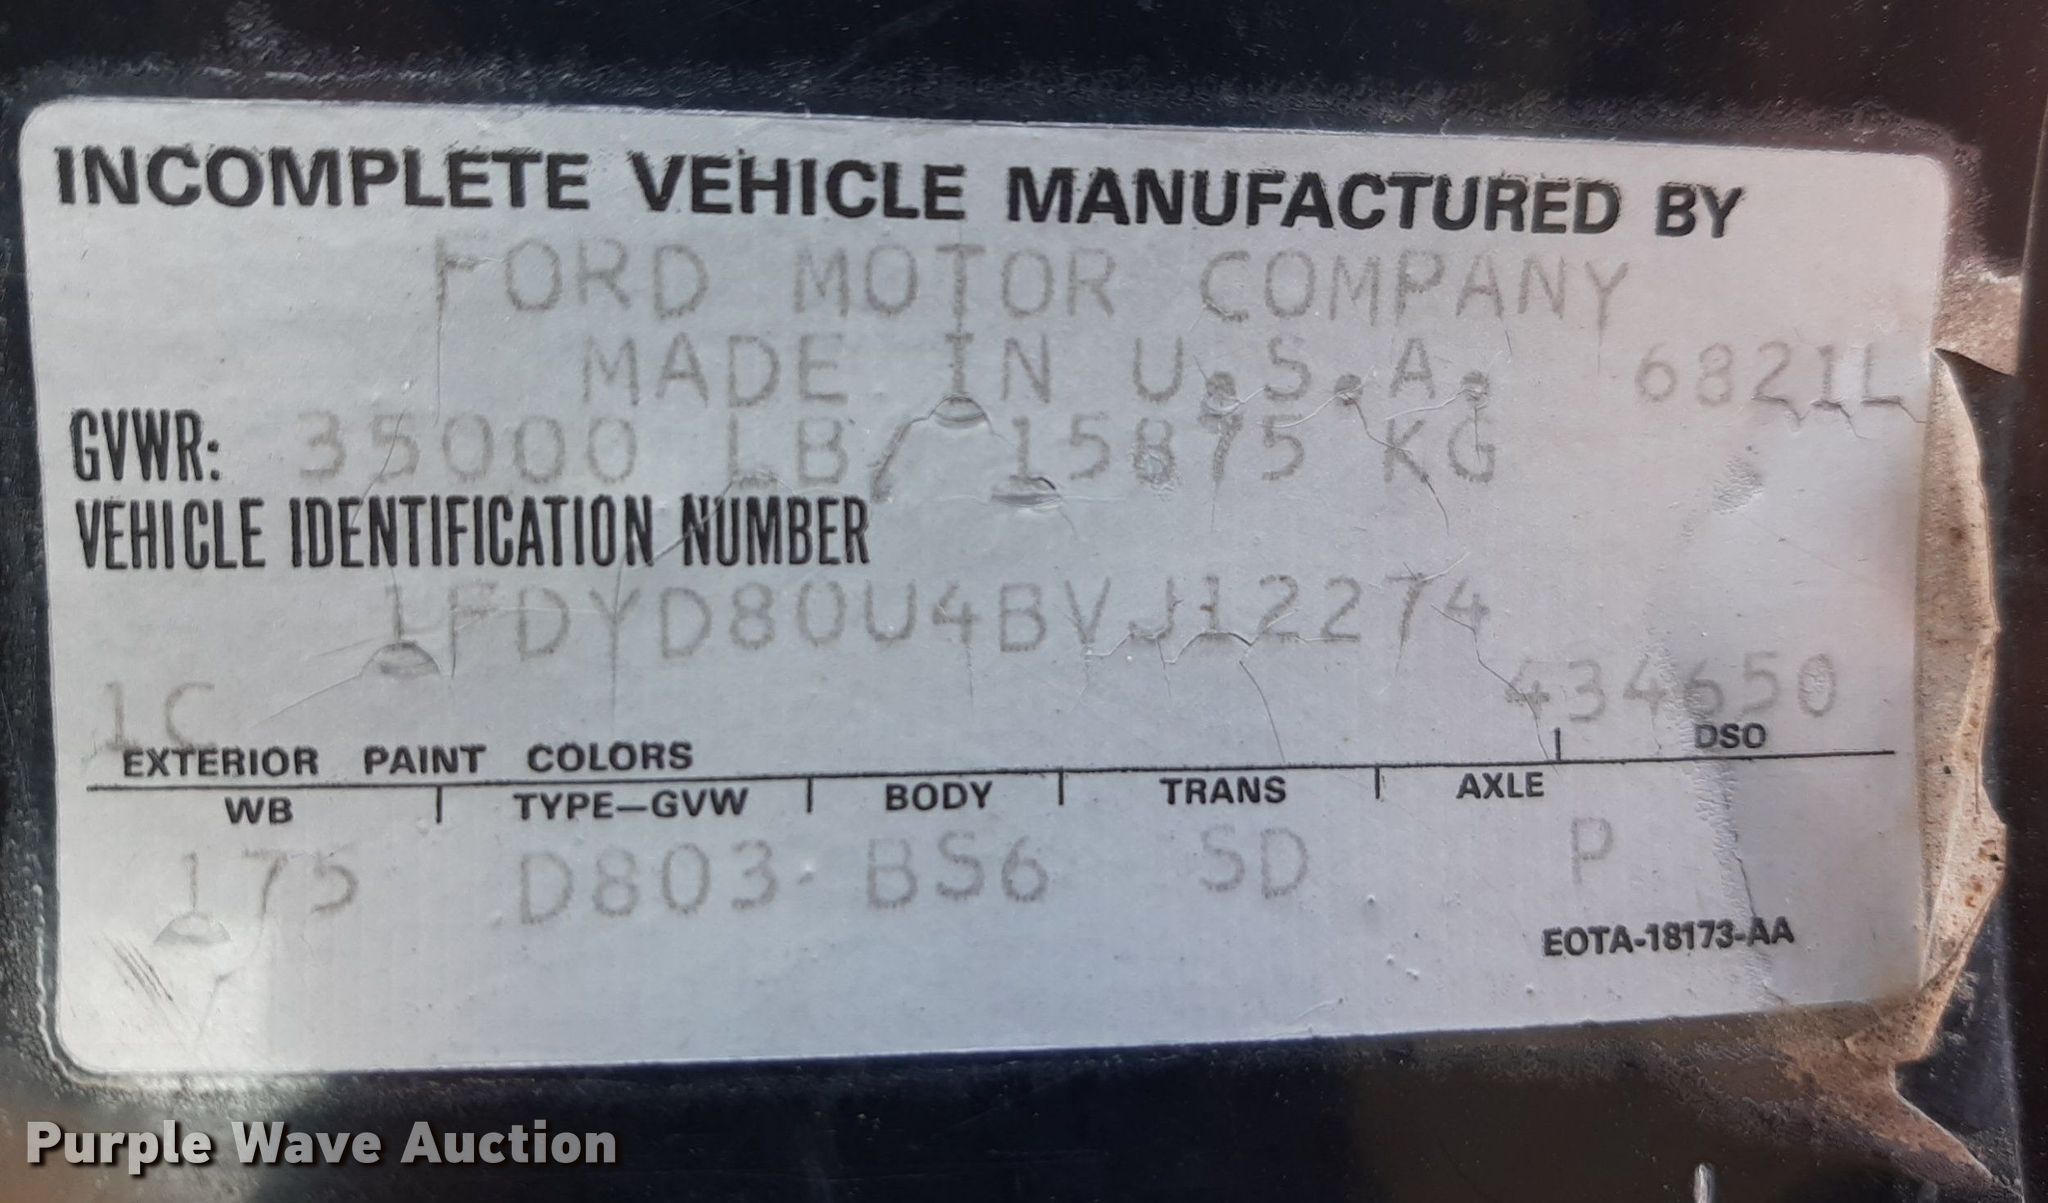 INCOMPLETE VEHICLE MANUFACTURED BY
FORD MOTOR COMPANY
MADE IN U.S.A. 6821L
GVWR: 35000 LB/ 15875 KG
VEHICLE IDENTIFICATION NUMBER
1FDYD80U4BVJ12274
1C 434650
EXTERIOR PAINT COLORS DSO
WB TYPE-GVW BODY TRANS AXLE
175 D803 BS6 SD P
EOTA-18173-AA
Purple Wave Auction